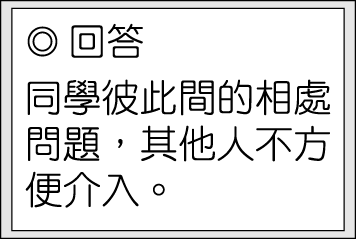 ◎ 回答
同學彼此間的相處
問題，其他人不方
便介入。